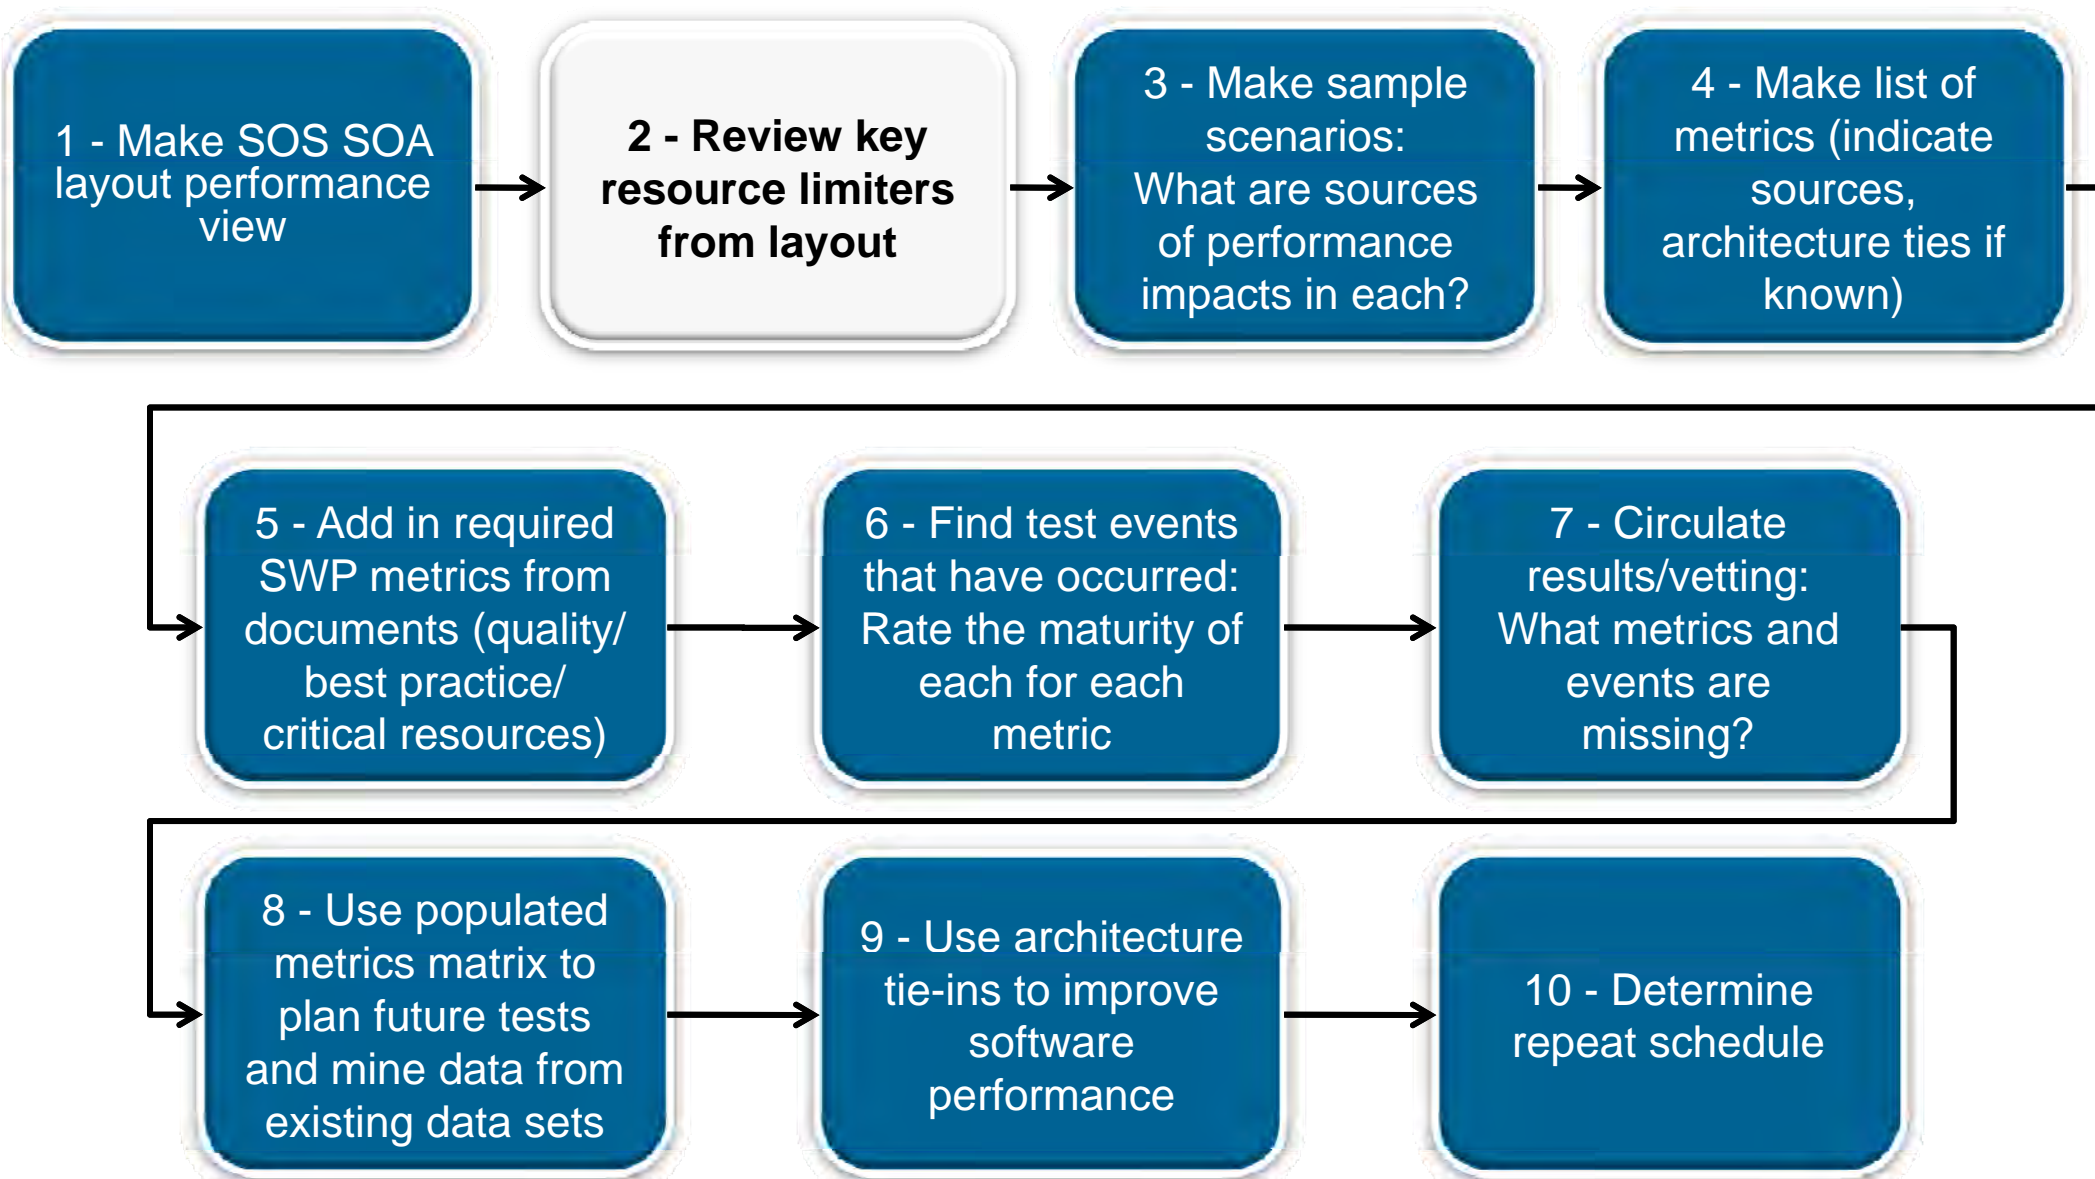 1 - Make SOS SOA
layout performance
view
2 - Review key
resource limiters
from layout
3 - Make sample
scenarios:
What are sources
of performance
impacts in each?
4 - Make list of
metrics (indicate
sources,
architecture ties if
known)
5 - Add in required
SWP metrics from
documents (quality/
best practice/
critical resources)
6 - Find test events
that have occurred:
Rate the maturity of
each for each
metric
7 - Circulate
results/vetting:
What metrics and
events are
missing?
8 - Use populated
metrics matrix to
plan future tests
and mine data from
existing data sets
9 - Use architecture
tie-ins to improve
software
performance
10 - Determine
repeat schedule